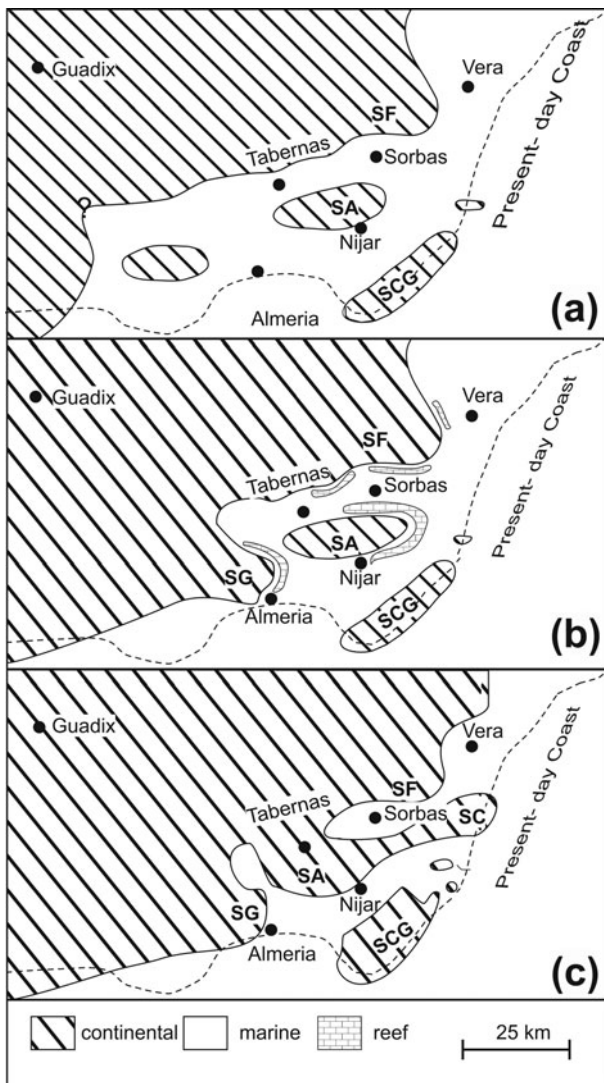 Guadix
Vera
SF
Tabernas
Sorbas
SA
Nijar
SCG
Almeria
Present- day Coast
?
(a)
Guadix
Vera
SF
Tabernas
Sorbas
SA
SG
Nijar
SCG
Almeria
Present- day Coast
(b)
Guadix
Vera
SF
Tabernas
Sorbas
SC
SA
SG
Nijar
SCG
Almeria
Present- day Coast
(c)
continental
marine
reef
25 km